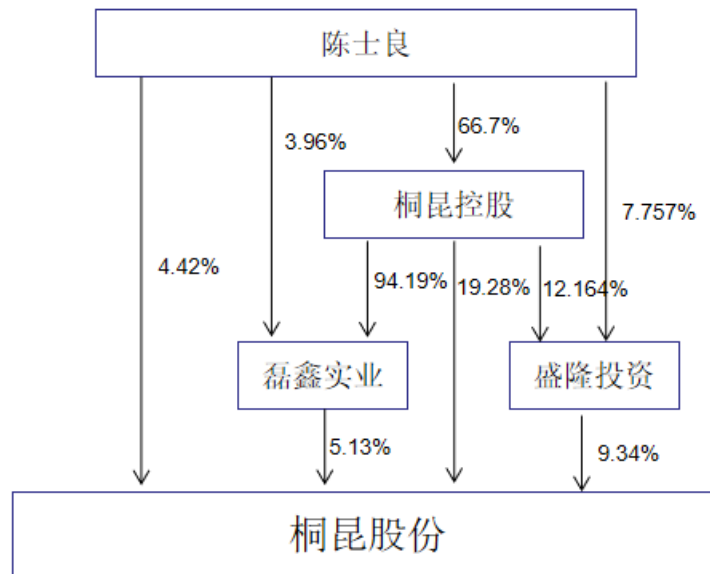 陈士良
3.96%
66.7%
桐昆控股
7.757%
4.42%
94.19%
19.28%
12.164%
磊鑫实业
盛隆投资
5.13%
9.34%
桐昆股份